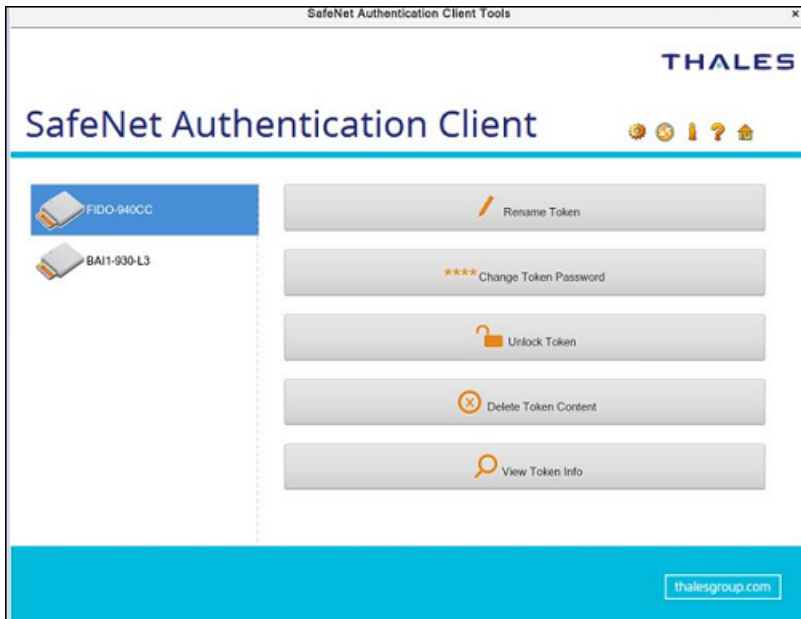 SafeNet Authentication Client Tools
THALES
SafeNet Authentication Client
FIDO-940CC
BAI1-930-L3
Rename Token
**** Change Token Password
Unlock Token
Delete Token Content
View Token Info
thalesgroup.com